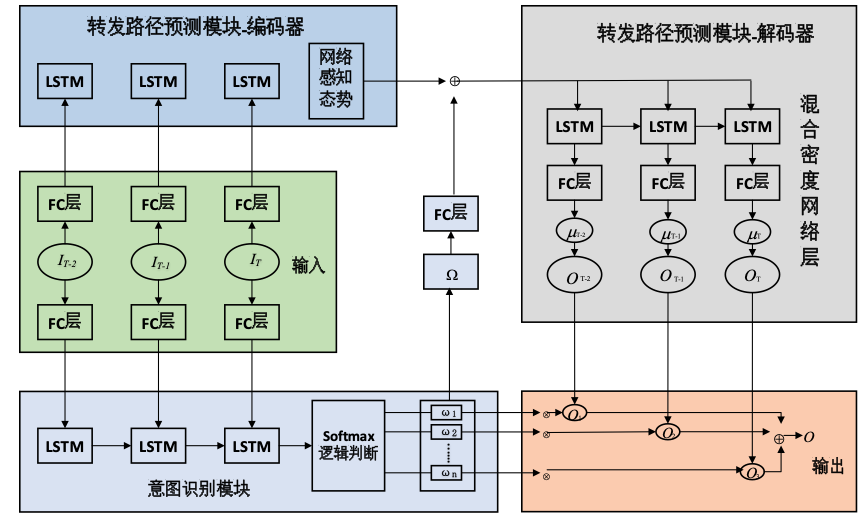 转发路径预测模块-编码器
LSTM
LSTM
LSTM
网络
感知
态势
⊕
转发路径预测模块-解码器
LSTM
LSTM
LSTM
混合密度网络层
FC层
FC层
FC层
μT-2
μT-1
μT
O T-2
O T-1
OT
FC层
FC层
FC层
IT-2
IT-1
IT
输入
FC层
FC层
FC层
FC层
Ω
LSTM
LSTM
LSTM
Softmax
逻辑判断
ω1
ω2
ωn
意图识别模块
⊗
⊗
⊗
O
O
O
⊕
O
输出